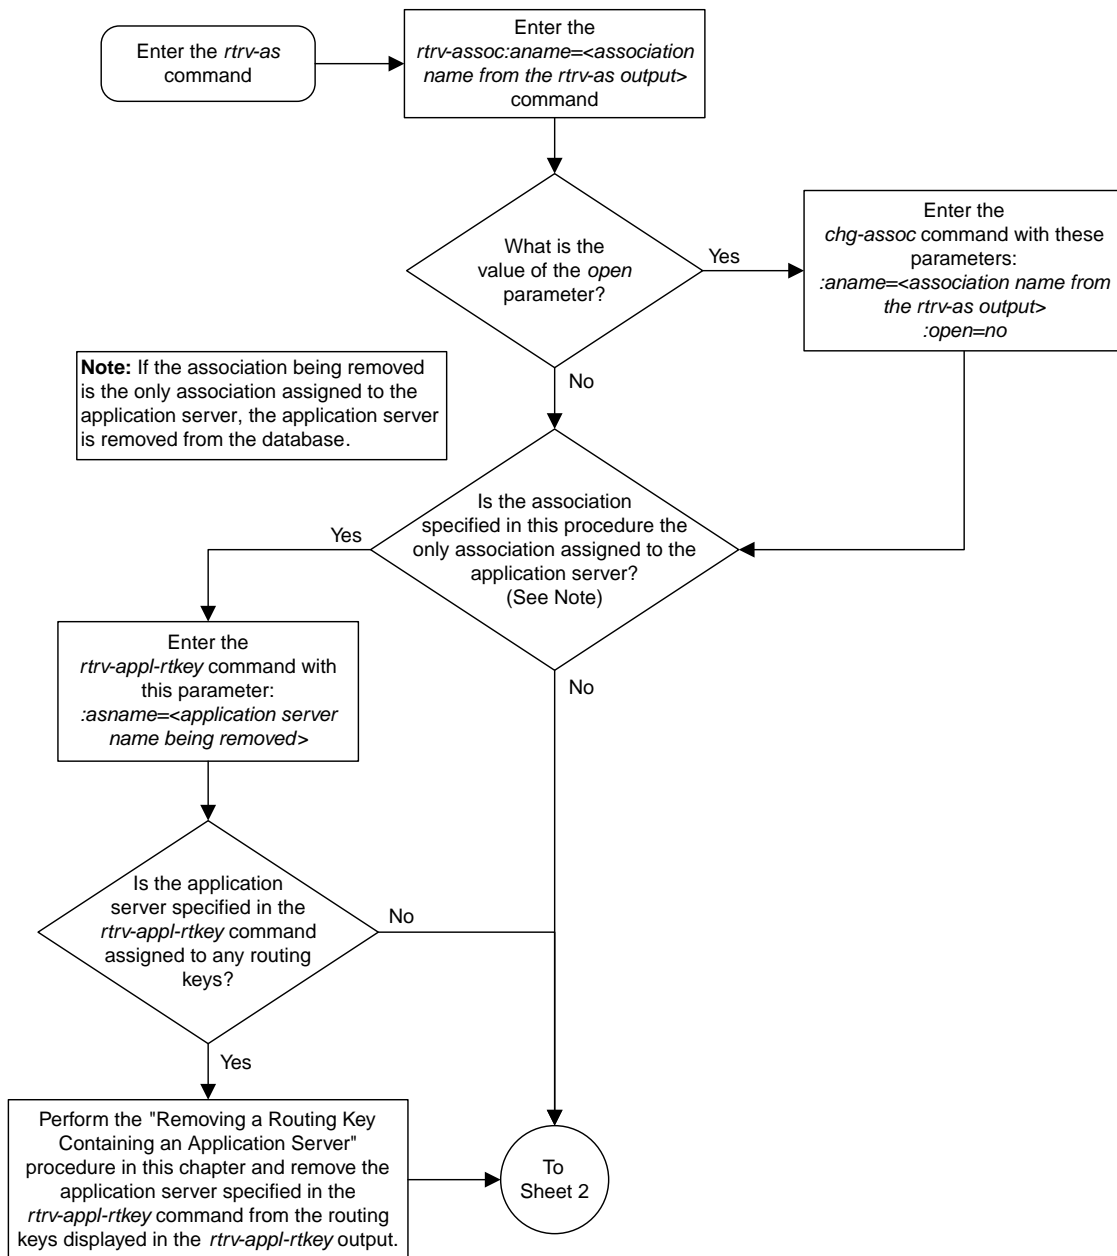 Enter the rtrv-as
command
Enter the
rtrv-assoc:aname=<association
name from the rtrv-as output>
command
What is the
value of the open
parameter?
Yes
Enter the
chg-assoc command with these
parameters:
:aname=<association name from
the rtrv-as output>
:open=no
No
Note: If the association being removed
is the only association assigned to the
application server, the application server
is removed from the database.
Is the association
specified in this procedure the
only association assigned to the
application server?
(See Note)
Yes
No
Enter the
rtrv-appl-rtkey command with
this parameter:
:asname=<application server
name being removed>
Is the application
server specified in the
rtrv-appl-rtkey command
assigned to any routing
keys?
No
Yes
Perform the "Removing a Routing Key
Containing an Application Server"
procedure in this chapter and remove the
application server specified in the
rtrv-appl-rtkey command from the routing
keys displayed in the rtrv-appl-rtkey output.
To
Sheet 2